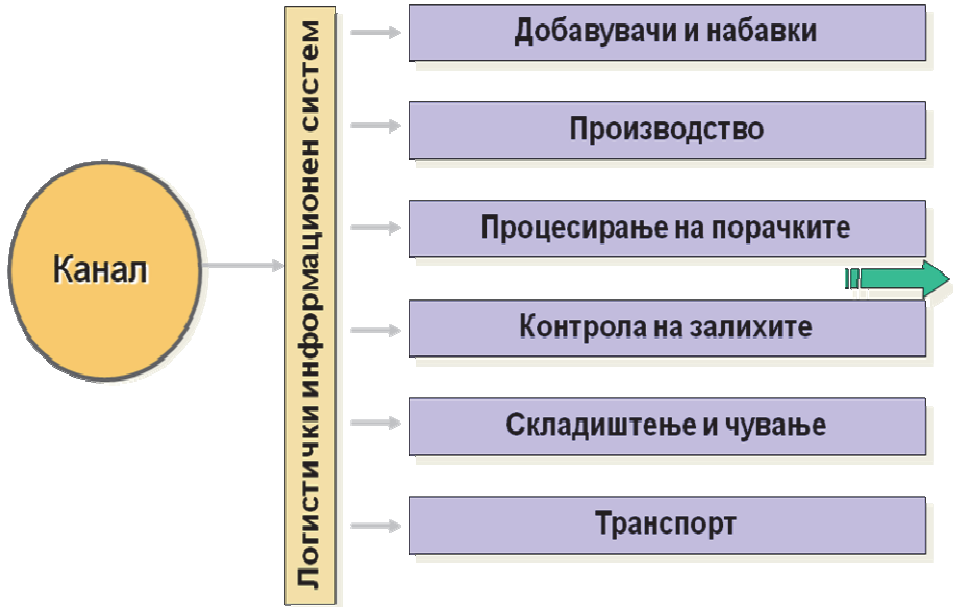 Канал
Логистички информационен систем
Добавувачи и набавки
Производство
Процесирање на порачките
Контрола на залихите
Складиштење и чување
Транспорт